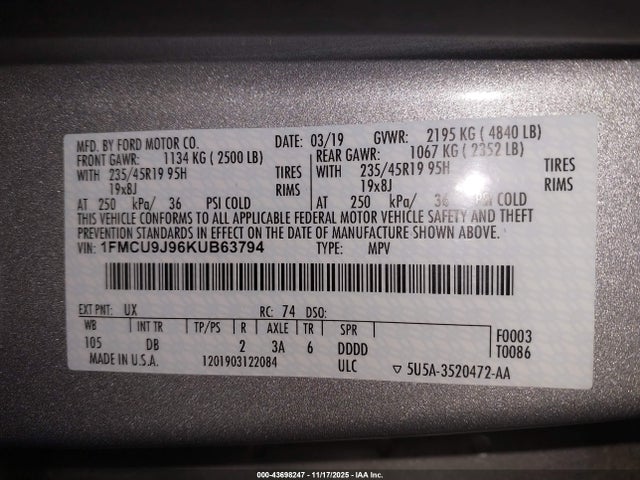 MFD. BY FORD MOTOR CO. DATE: 03/19 GVWR: 2195 KG ( 4840 LB)
FRONT GAWR: 1134 KG ( 2500 LB) REAR GAWR: 1067 KG ( 2352 LB)
WITH 235/45R19 95H TIRES WITH 235/45R19 95H TIRES
19x8J RIMS 19x8J RIMS
AT 250 kPa/ 36 PSI COLD AT 250 kPa/ 36 PSI COLD
THIS VEHICLE CONFORMS TO ALL APPLICABLE FEDERAL MOTOR VEHICLE SAFETY AND THEFT
PREVENTION STANDARDS IN EFFECT ON THE DATE OF MANUFACTURE SHOWN ABOVE.
VIN: 1FMCU9J96KUB63794 TYPE: MPV
EXT PNT: UX RC: 74 DSO:
WB INT TR TP/PS R AXLE TR SPR
105 DB 2 3A 6 DDDD
F0003
T0086
MADE IN U.S.A. 1201903122084 ULC ▽ 5U5A-3520472-AA
000-43698247 - 11/17/2025 - IAA Inc.